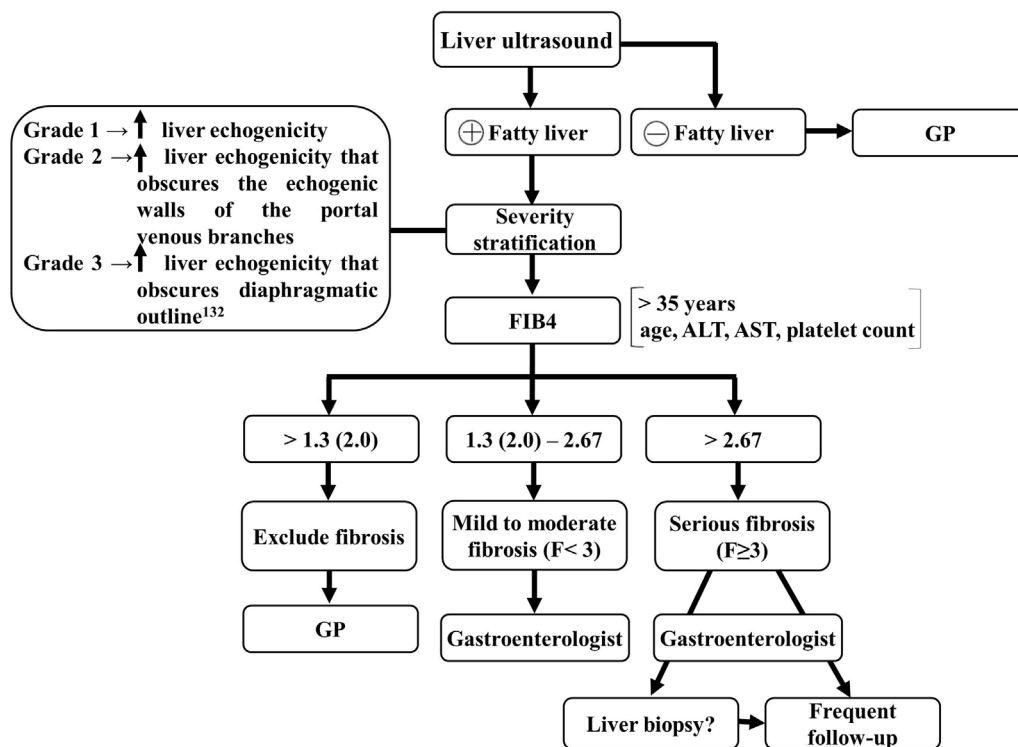 Liver ultrasound
⊕ Fatty liver
⊖ Fatty liver
GP
Grade 1 → ↑ liver echogenicity
Grade 2 → ↑ liver echogenicity that
obscures the echogenic
walls of the portal
venous branches
Grade 3 → ↑ liver echogenicity that
obscures diaphragmatic
outline¹³²
Severity
stratification
FIB4
> 35 years
age, ALT, AST, platelet count
> 1.3 (2.0)
1.3 (2.0) – 2.67
> 2.67
Exclude fibrosis
Mild to moderate
fibrosis (F< 3)
Serious fibrosis
(F≥3)
GP
Gastroenterologist
Gastroenterologist
Liver biopsy?
Frequent
follow-up